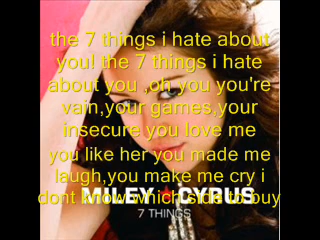 the 7 things i hate about
you! the 7 things i hate
about you ,oh you you're
vain,your games,your
insecure you love me
you like her you made me
laugh,you make me cry i
dont know which side to buy
MILEY CYRUS
7 THINGS